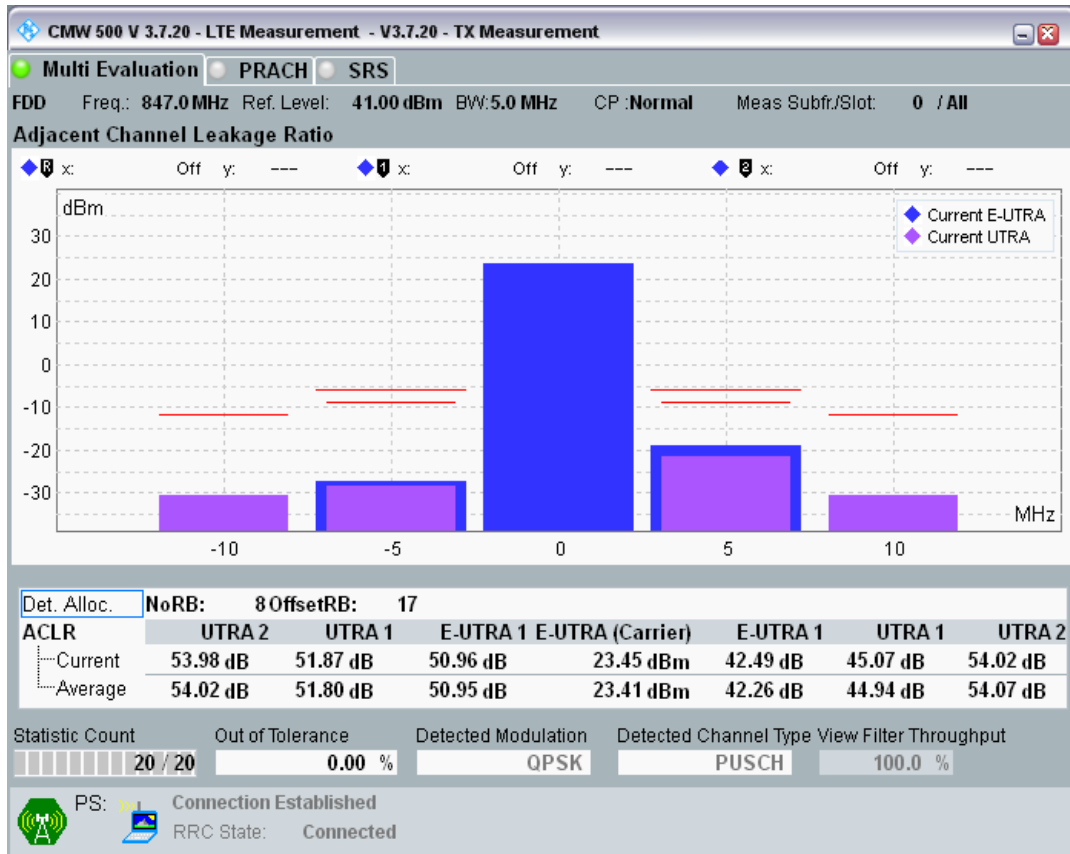 CMW 500 V 3.7.20 - LTE Measurement - V3.7.20 - TX Measurement
Multi Evaluation PRACH SRS
FDD Freq.: 847.0 MHz Ref. Level: 41.00 dBm BW:5.0 MHz CP :Normal Meas Subfr./Slot: 0 / All
Adjacent Channel Leakage Ratio
R x: Off y: --- 1 x: Off y: --- 2 x: Off y: ---
dBm
Current E-UTRA
Current UTRA
30
20
10
0
-10
-20
-30
MHz
-10 -5 0 5 10
Det. Alloc. NoRB: 8 OffsetRB: 17
ACLR UTRA 2 UTRA 1 E-UTRA 1 E-UTRA (Carrier) E-UTRA 1 UTRA 1 UTRA 2
Current 53.98 dB 51.87 dB 50.96 dB 23.45 dBm 42.49 dB 45.07 dB 54.02 dB
Average 54.02 dB 51.80 dB 50.95 dB 23.41 dBm 42.26 dB 44.94 dB 54.07 dB
Statistic Count Out of Tolerance Detected Modulation Detected Channel Type View Filter Throughput
20 / 20 0.00 % QPSK PUSCH 100.0 %
PS: Connection Established
RRC State: Connected